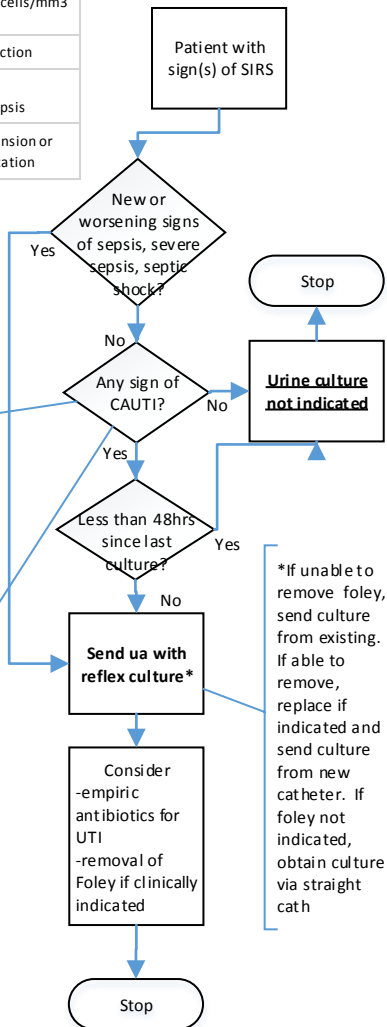 cells/mm3
ction
psis
nsion or
tation
Patient with
sign(s) of SIRS
New or
worsening signs
of sepsis, severe
sepsis, septic
shock?
Yes
No
Stop
Any sign of
CAUTI?
No
Urine culture
not indicated
Yes
Less than 48hrs
since last
culture?
Yes
No
Send ua with
reflex culture*
*If unable to
remove foley,
send culture
from existing.
If able to
remove,
replace if
indicated and
send culture
from new
catheter. If
foley not
indicated,
obtain culture
via straight
cath
Consider
-empiric
antibiotics for
UTI
-removal of
Foley if clinically
indicated
Stop